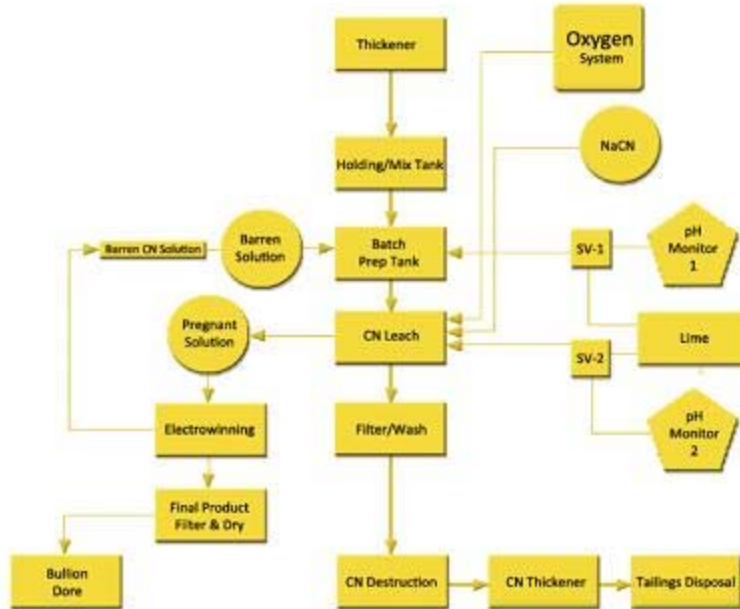 Thickener
Oxygen
System
Holding/Mix Tank
NaCN
Barren CN Solution
Barren
Solution
Batch
Prep Tank
SV-1
pH
Monitor
1
Pregnant
Solution
CN Leach
Lime
SV-2
Electrowinning
Filter/Wash
pH
Monitor
2
Final Product
Filter & Dry
Bullion
Dore
CN Destruction
CN Thickener
Tailings Disposal